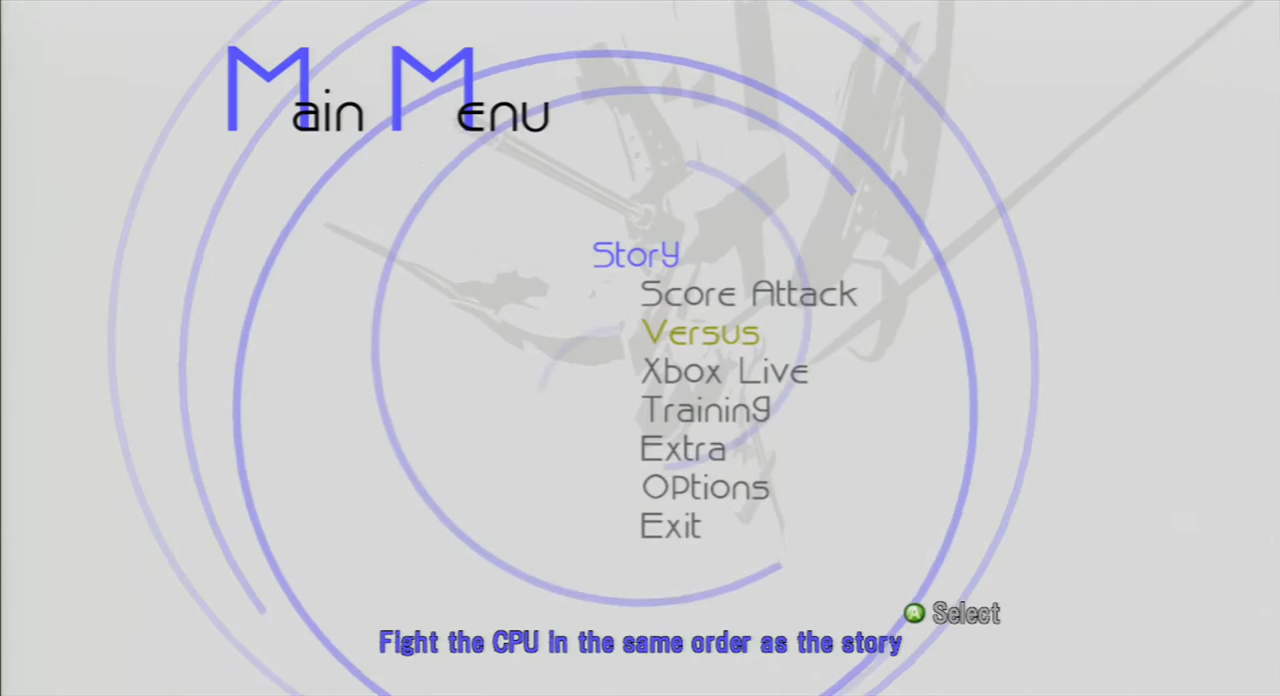 Main Menu
Story
Score Attack
Versus
Xbox Live
Training
Extra
Options
Exit
A Select
Fight the CPU in the same order as the story